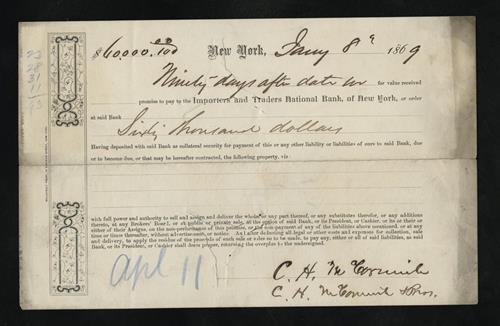 $60000.00/100 New York, Jany 8th 1869
Ninety days after date we for value received
promise to pay to the Importers and Traders National Bank, of New York, or order
at said Bank
Sixty thousand dollars
Having deposited with said Bank as collateral security for payment of this or any other liability or liabilities of ours to said Bank, due
or to become due, or that may be hereafter contracted, the following property, viz:
with full power and authority to sell and assign and deliver the whole or any part thereof, or any substitutes therefor, or any additions
thereto, at any Brokers' Board, or at public or private sale, at the option of said Bank, or its President, or Cashier, or its or their or
either of their Assigns, on the non-performance of this promise, or the non-payment of any of the liabilities above mentioned, or at any
time or times thereafter, without advertisement, or notice. And after deducting all legal or other costs and expenses for collection, sale
and delivery, to apply the residue of the proceeds of such sale or sales so to be made, to pay any, either or all of said liabilities, as said
Bank, or its President, or Cashier shall deem proper, returning the overplus to the undersigned.
Apl 11
C. H. McCormick
C. H. McCormick & Bros.
23
28
31
11
93